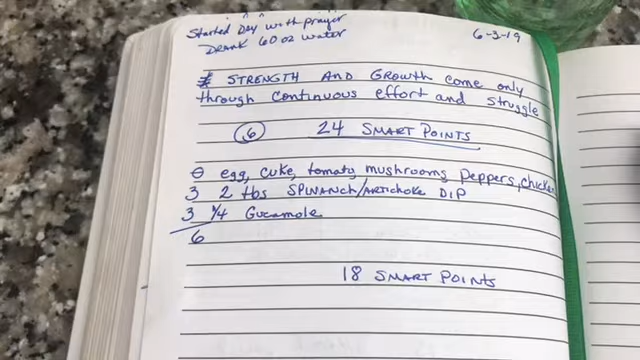 Started Day with prayer
Drank 60 oz water
6-3-19
* STRENGTH AND GROWTH come only
through continuous effort and struggle
6 24 SMART POINTS
0 egg, cuke, tomato, mushrooms, peppers, chicken
3 2 tbs SPINANCH/ARTICHOKE DIP
3 1/4 Gucamole
6
18 SMART POINTS